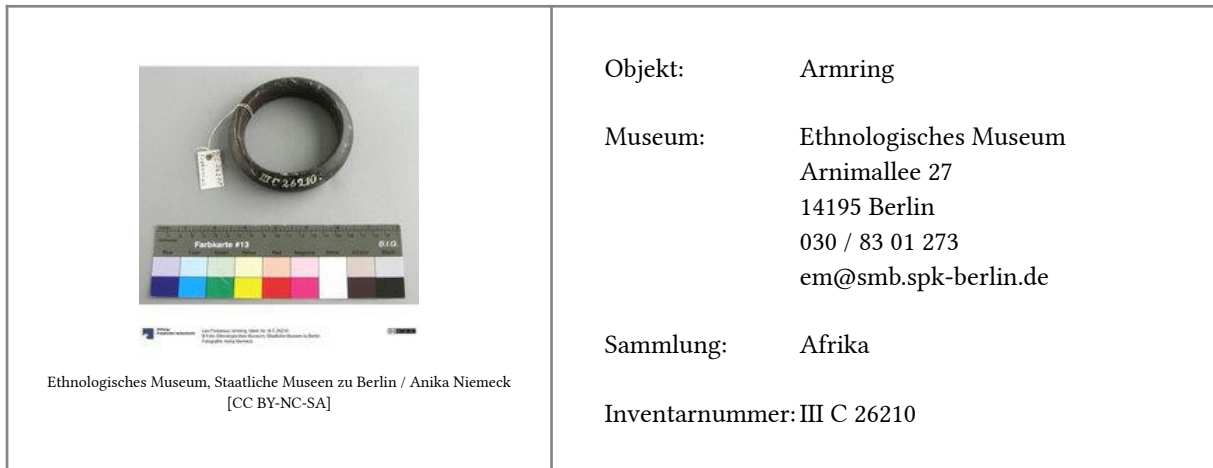 III C 26210.
Farbkarte #13
B.I.G.
Ethnologisches Museum, Staatliche Museen zu Berlin / Anika Niemeck
[CC BY-NC-SA]
Objekt: Armring
Museum: Ethnologisches Museum
Arnimallee 27
14195 Berlin
030 / 83 01 273
em@smb.spk-berlin.de
Sammlung: Afrika
Inventarnummer: III C 26210